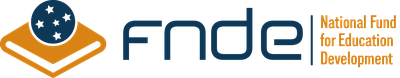 fnde
National Fund
for Education
Development